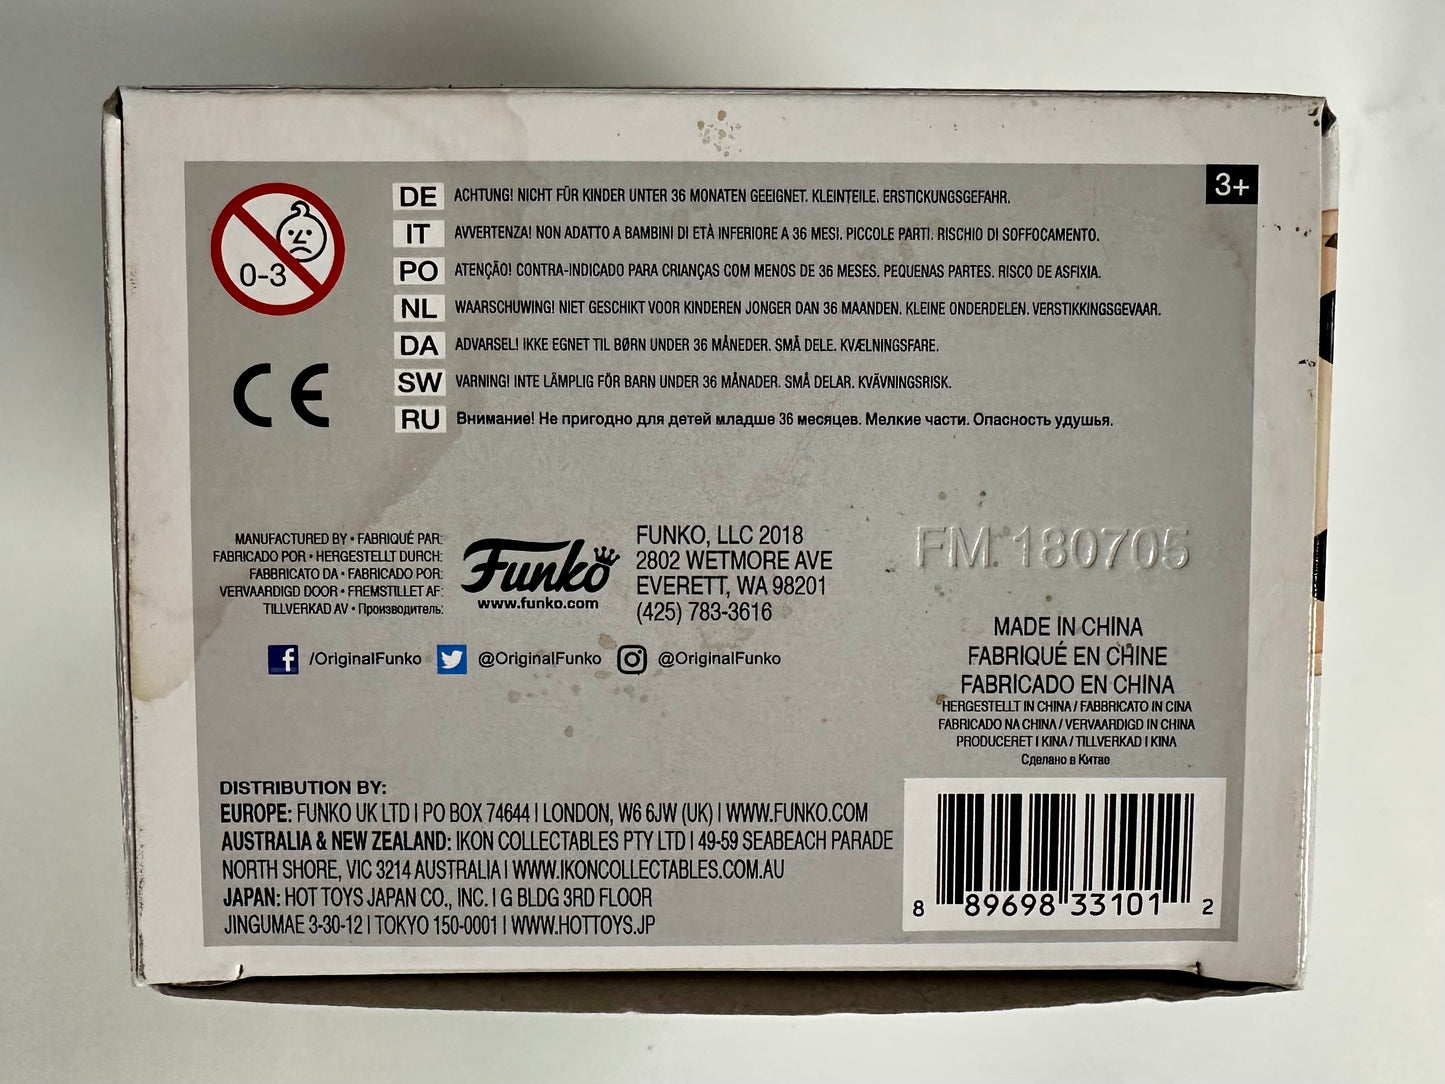 3+
0-3
DE ACHTUNG! NICHT FÜR KINDER UNTER 36 MONATEN GEEIGNET. KLEINTEILE. ERSTICKUNGSGEFAHR.
IT AVVERTENZA! NON ADATTO A BAMBINI DI ETÀ INFERIORE A 36 MESI. PICCOLE PARTI. RISCHIO DI SOFFOCAMENTO.
PO ATENÇÃO! CONTRA-INDICADO PARA CRIANÇAS COM MENOS DE 36 MESES. PEQUENAS PARTES. RISCO DE ASFIXIA.
NL WAARSCHUWING! NIET GESCHIKT VOOR KINDEREN JONGER DAN 36 MAANDEN. KLEINE ONDERDELEN. VERSTIKKINGSGEVAAR.
DA ADVARSEL! IKKE EGNET TIL BØRN UNDER 36 MÅNEDER. SMÅ DELE. KVÆLNINGSFARE.
SW VARNING! INTE LÄMPLIG FÖR BARN UNDER 36 MÅNADER. SMÅ DELAR. KVÄVNINGSRISK.
RU Внимание! Не пригодно для детей младше 36 месяцев. Мелкие части. Опасность удушья.
CE
MANUFACTURED BY • FABRIQUÉ PAR:
FABRICADO POR • HERGESTELLT DURCH:
FABBRICATO DA • FABRICADO POR:
VERVAARDIGD DOOR • FREMSTILLET AF:
TILLVERKAD AV • Производитель:
Funko
www.funko.com
FUNKO, LLC 2018
2802 WETMORE AVE
EVERETT, WA 98201
(425) 783-3616
FM. 180705
/OriginalFunko @OriginalFunko @OriginalFunko
MADE IN CHINA
FABRIQUÉ EN CHINE
FABRICADO EN CHINA
HERGESTELLT IN CHINA / FABBRICATO IN CINA
FABRICADO NA CHINA / VERVAARDIGD IN CHINA
PRODUCERET I KINA / TILLVERKAD I KINA
Сделано в Китае
DISTRIBUTION BY:
EUROPE: FUNKO UK LTD | PO BOX 74644 | LONDON, W6 6JW (UK) | WWW.FUNKO.COM
AUSTRALIA & NEW ZEALAND: IKON COLLECTABLES PTY LTD | 49-59 SEABEACH PARADE
NORTH SHORE, VIC 3214 AUSTRALIA | WWW.IKONCOLLECTABLES.COM.AU
JAPAN: HOT TOYS JAPAN CO., INC. | G BLDG 3RD FLOOR
JINGUMAE 3-30-12 | TOKYO 150-0001 | WWW.HOTTOYS.JP
8 89698 33101 2